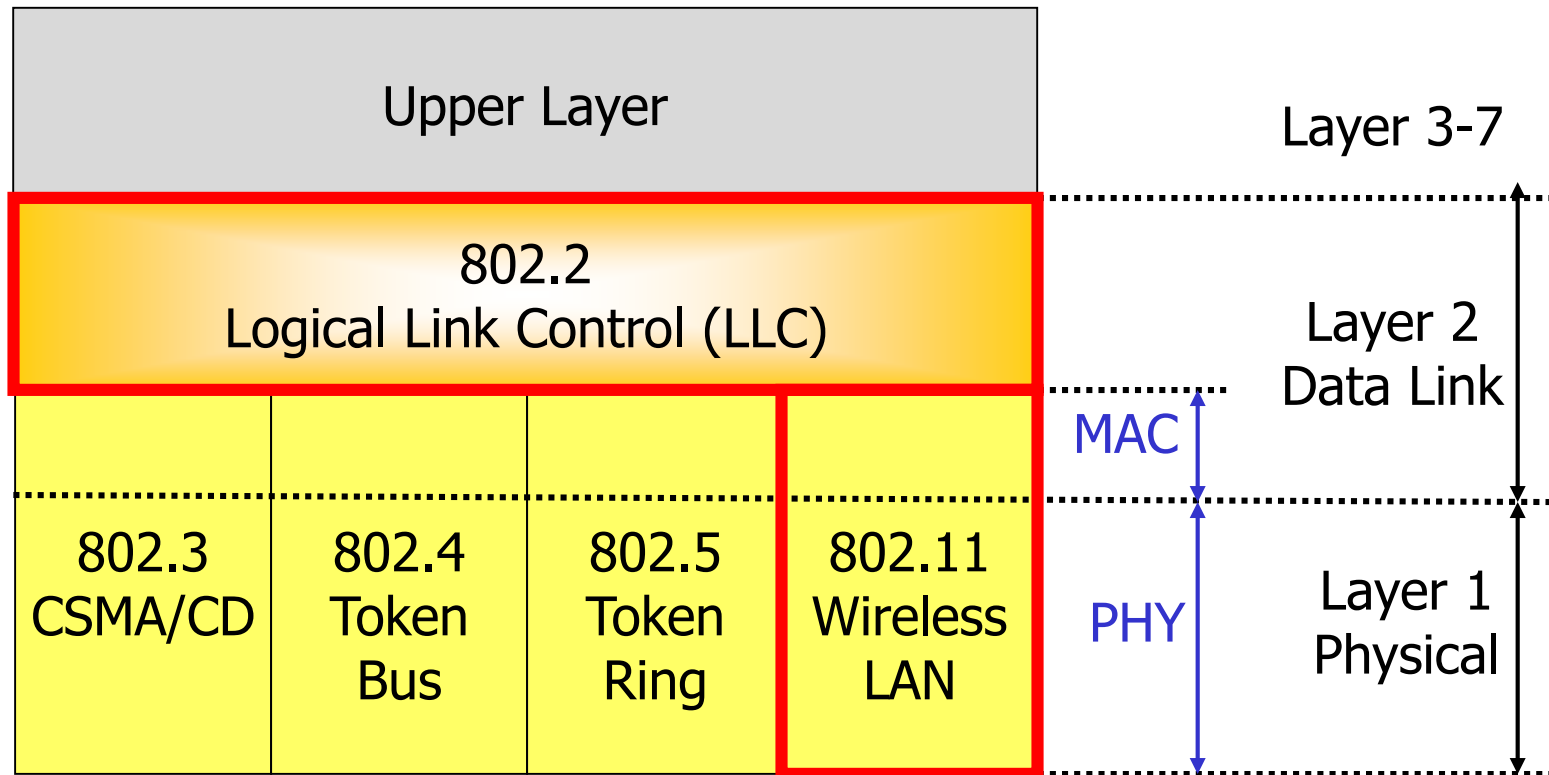 Upper Layer
Layer 3-7
802.2
Logical Link Control (LLC)
Layer 2
Data Link
MAC
802.3
CSMA/CD
802.4
Token
Bus
802.5
Token
Ring
802.11
Wireless
LAN
PHY
Layer 1
Physical